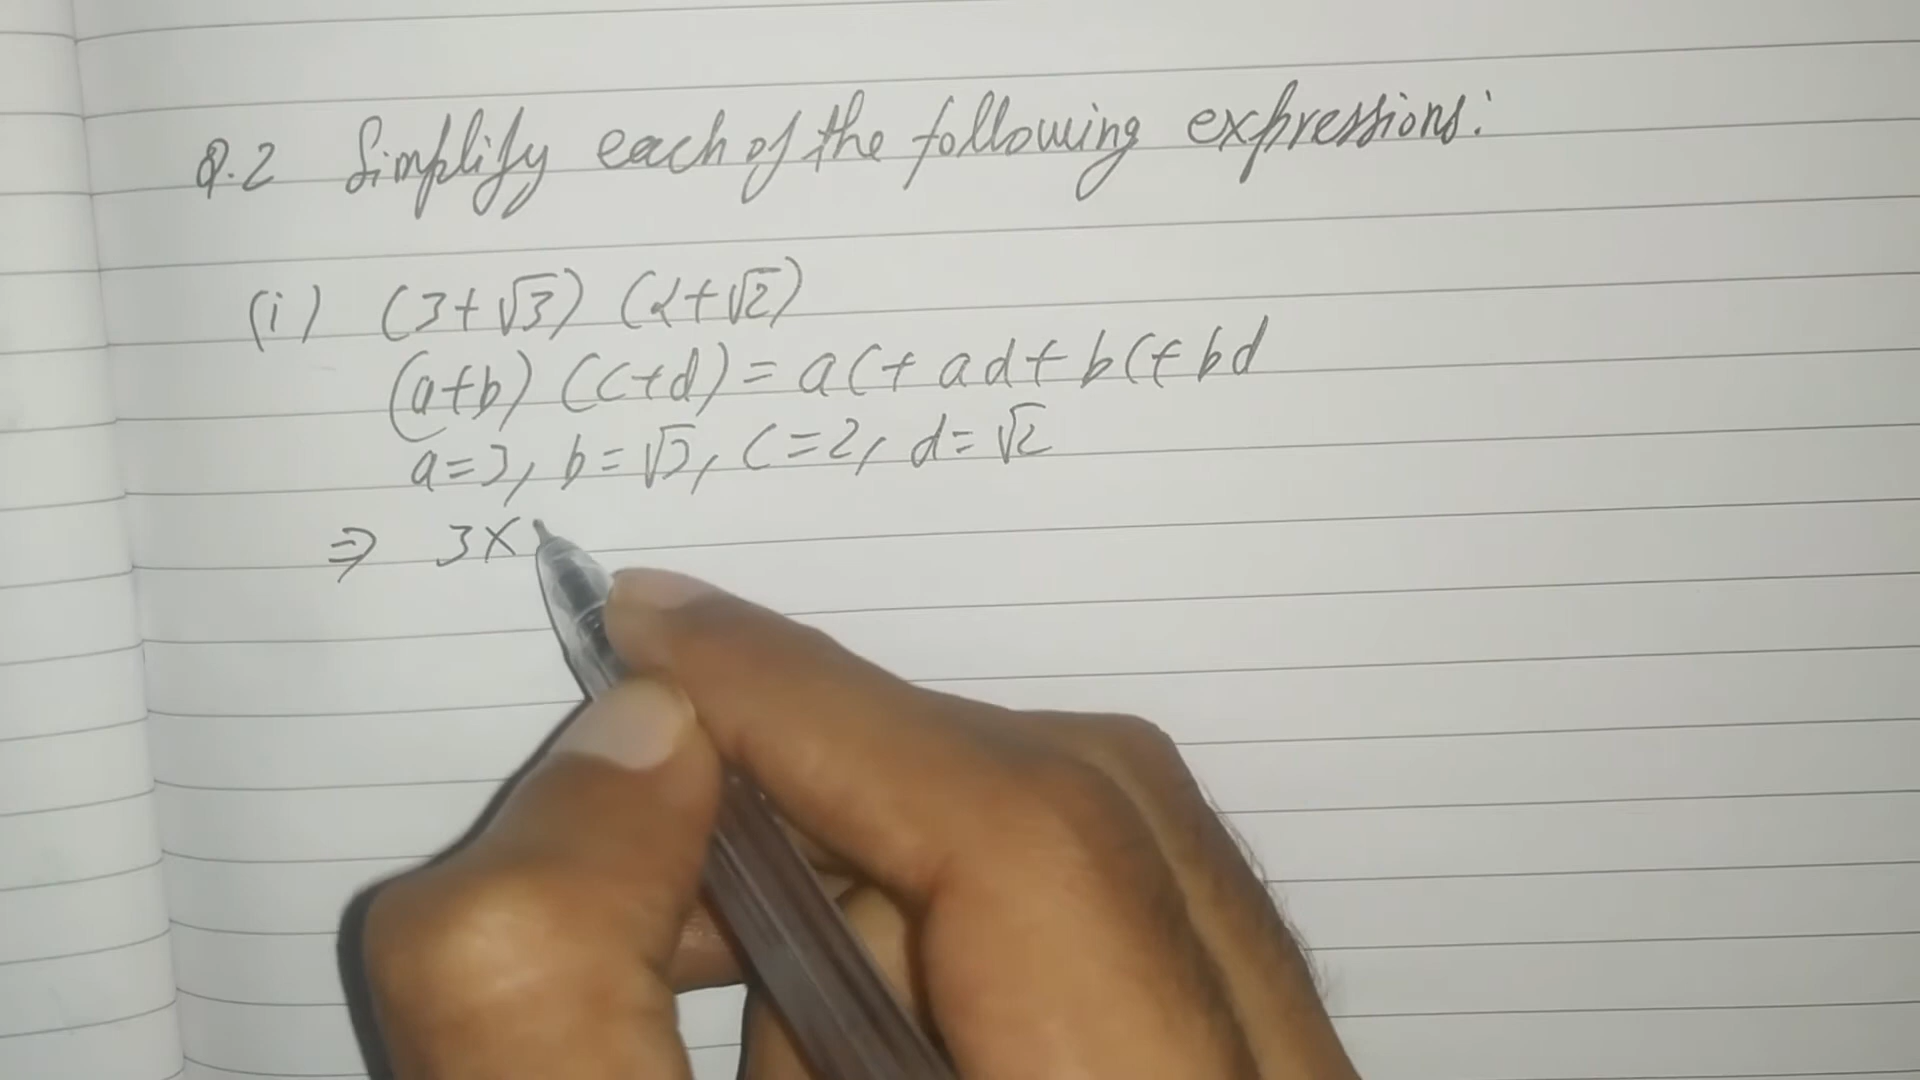 Q.2 Simplify each of the following expressions:
(i) (3+√3) (2+√2)
(a+b) (c+d) = ac+ ad + bc + bd
a=3, b=√3, c=2, d=√2
⇒ 3×